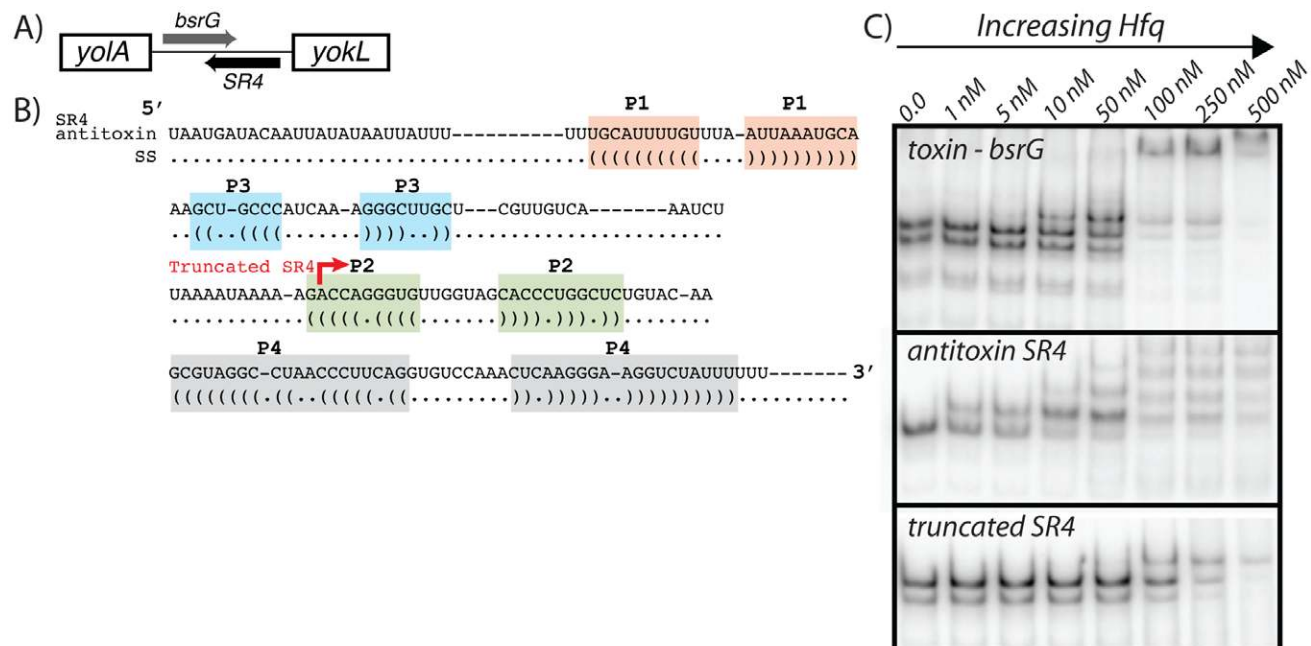 A)
yolA
bsrG
SR4
yokL
B)
5’
P1 P1
SR4
antitoxin UAAUGAUACAAUUAUAUAAUUAUUU----------UUUGCAUUUUGUUUA-AUUAAAUGCA
SS .....................................((((((((((....))))))))))
P3 P3
AAGCU-GCCCAUCAA-AGGGCUUGCU---CGUUGUCA-------AAUCU
..((..((((.......))))..))........................
Truncated SR4 P2 P2
UAAAAUAAAA-AGACCAGGGUGUUGGUAGCACCCUGGCUCUGUAC-AA
............(((((.((((.......)))).))).))........
P4 P4
GCGUAGGC-CUAACCCUUCAGGUGUCCAAACUCAAGGGA-AGGUCUAUUUUUU------- 3’
((((((((.((..(((((.((.........)).)))))..))))))))))..........
C)
Increasing Hfq
0.0 1 nM 5 nM 10 nM 50 nM 100 nM 250 nM 500 nM
toxin - bsrG
antitoxin SR4
truncated SR4